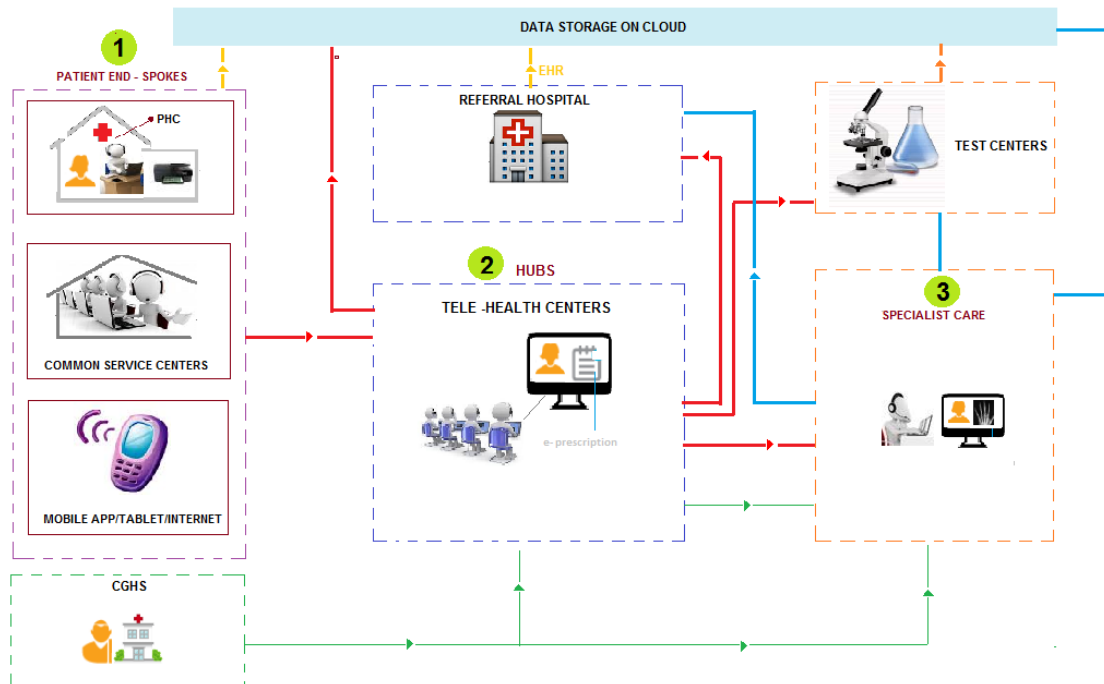 DATA STORAGE ON CLOUD
1
PATIENT END - SPOKES
EHR
REFERRAL HOSPITAL
PHC
TEST CENTERS
2 HUBS
TELE -HEALTH CENTERS
3
SPECIALIST CARE
COMMON SERVICE CENTERS
e-prescription
MOBILE APP/TABLET/INTERNET
CGHS